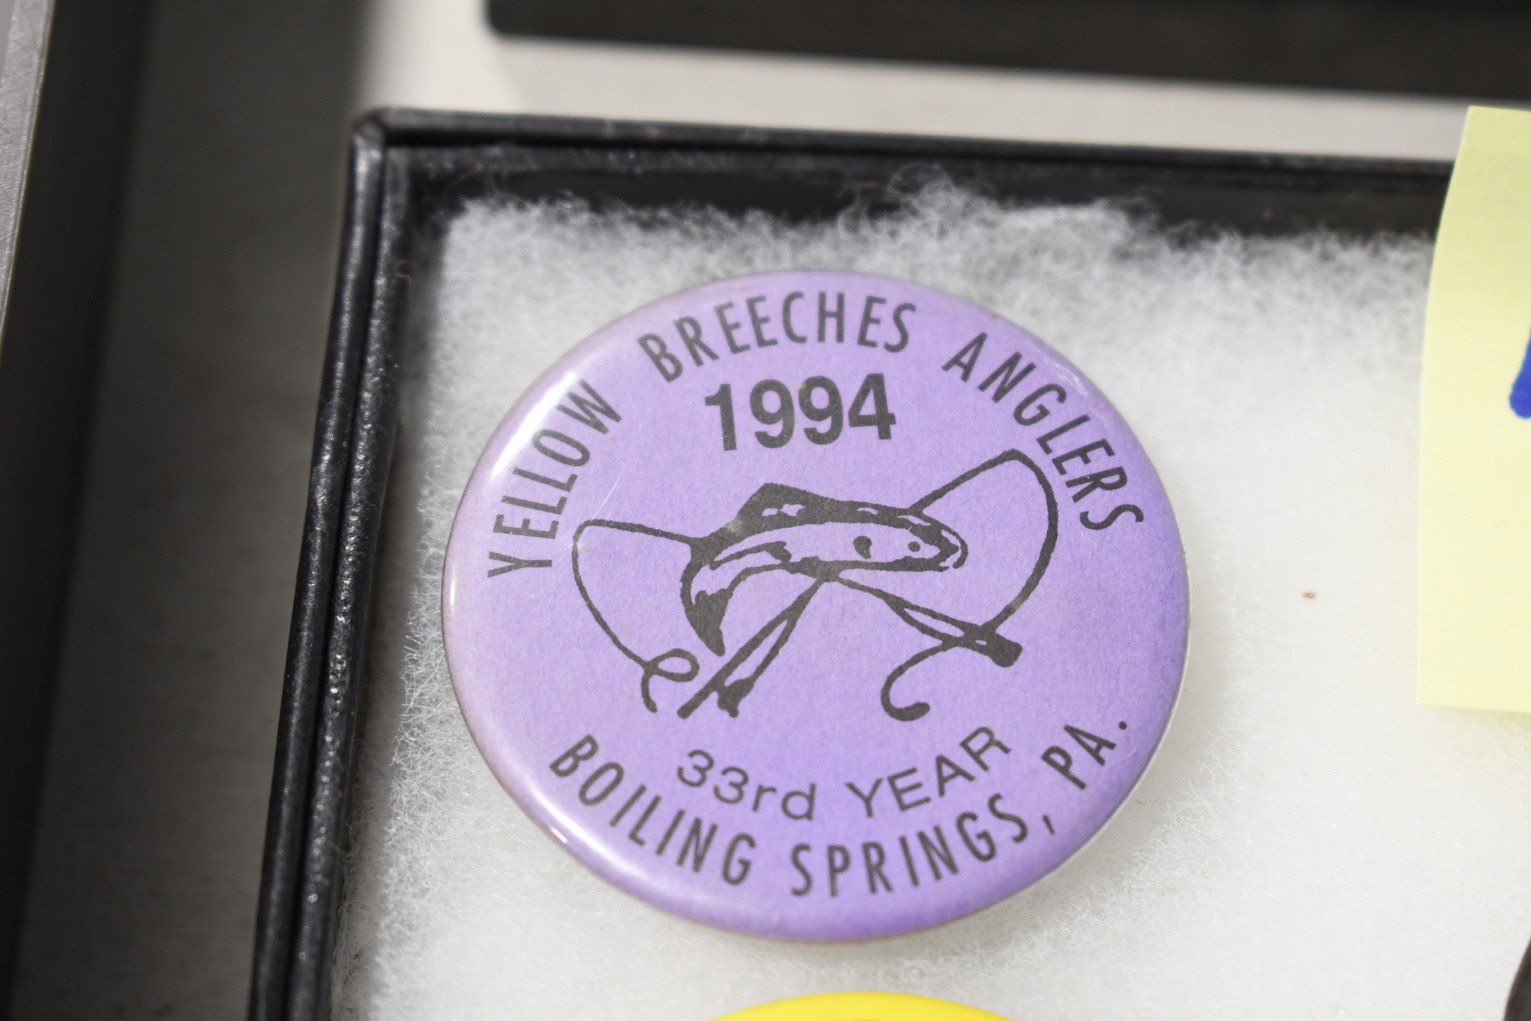 YELLOW BREECHES ANGLERS
1994
33rd YEAR
BOILING SPRINGS, PA.